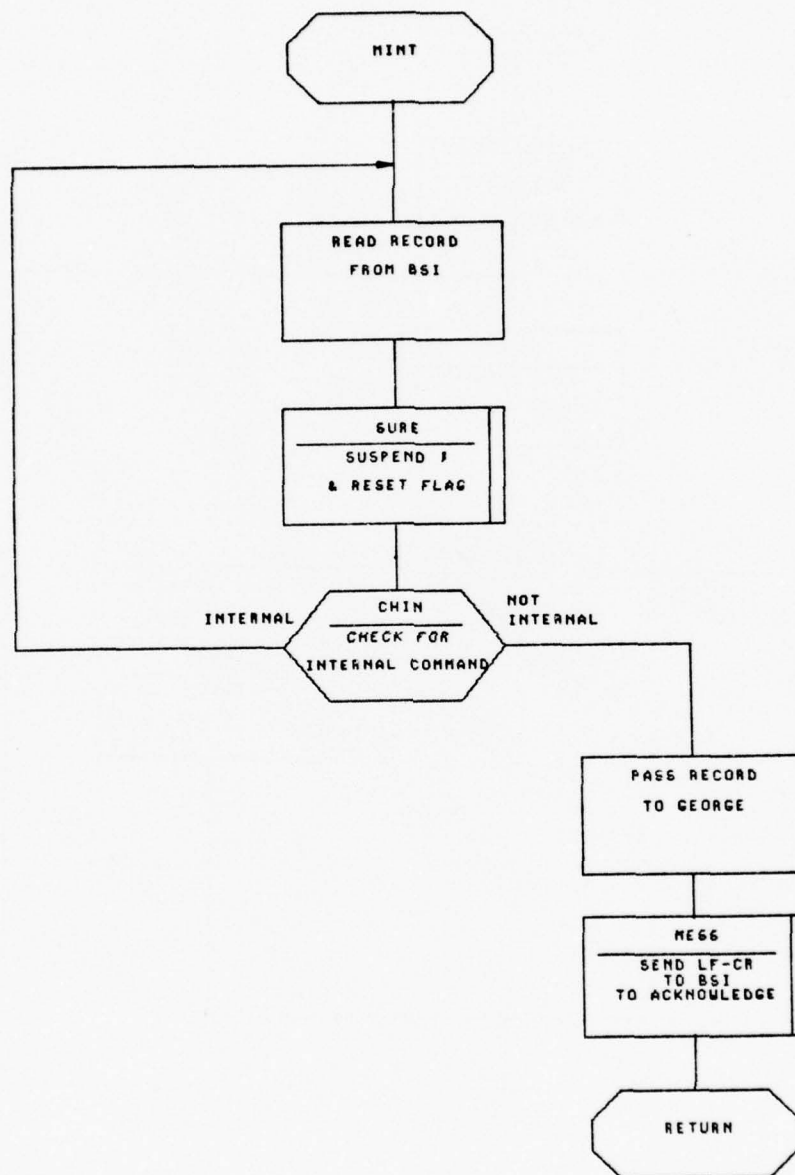 MINT
READ RECORD
FROM BSI
SURE
SUSPEND ;
& RESET FLAG
INTERNAL
CHIN
CHECK FOR
INTERNAL COMMAND
NOT
INTERNAL
PASS RECORD
TO GEORGE
MESS
SEND LF-CR
TO BSI
TO ACKNOWLEDGE
RETURN